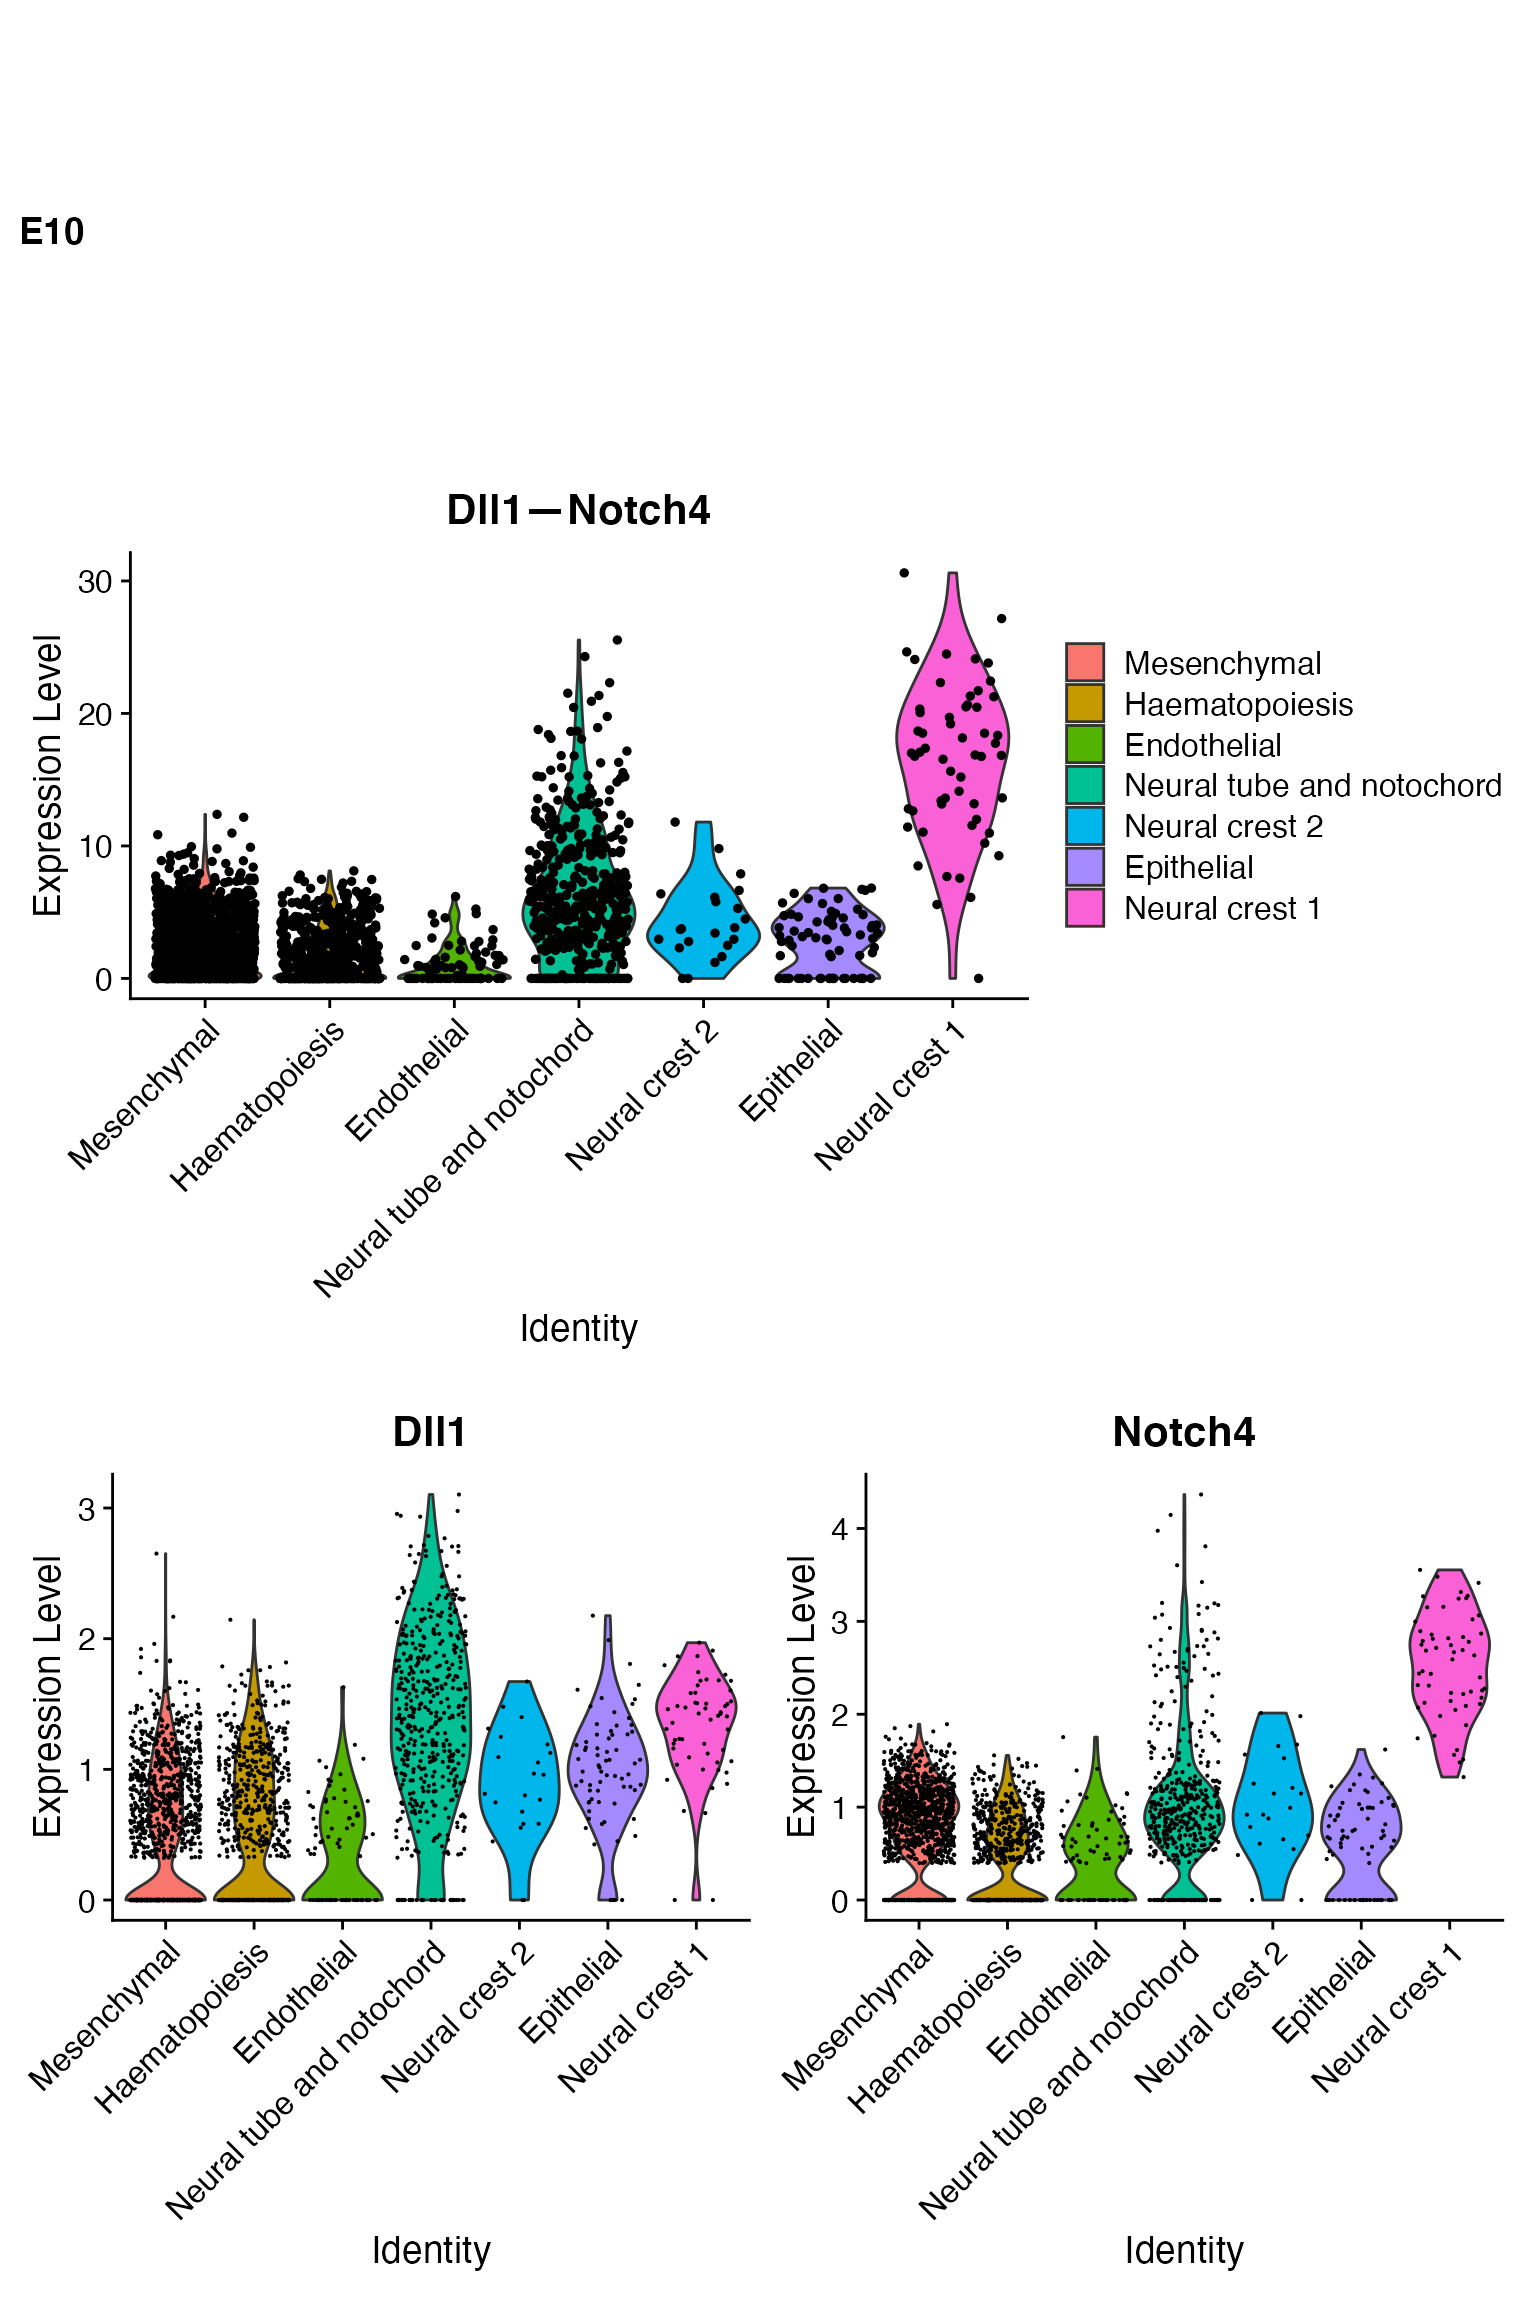 E10
Dll1—Notch4
Expression Level
30
20
10
0
Mesenchymal
Haematopoiesis
Endothelial
Neural tube and notochord
Neural crest 2
Epithelial
Neural crest 1
Identity
Mesenchymal
Haematopoiesis
Endothelial
Neural tube and notochord
Neural crest 2
Epithelial
Neural crest 1
Dll1
Expression Level
3
2
1
0
Mesenchymal
Haematopoiesis
Endothelial
Neural tube and notochord
Neural crest 2
Epithelial
Neural crest 1
Identity
Notch4
Expression Level
4
3
2
1
0
Mesenchymal
Haematopoiesis
Endothelial
Neural tube and notochord
Neural crest 2
Epithelial
Neural crest 1
Identity